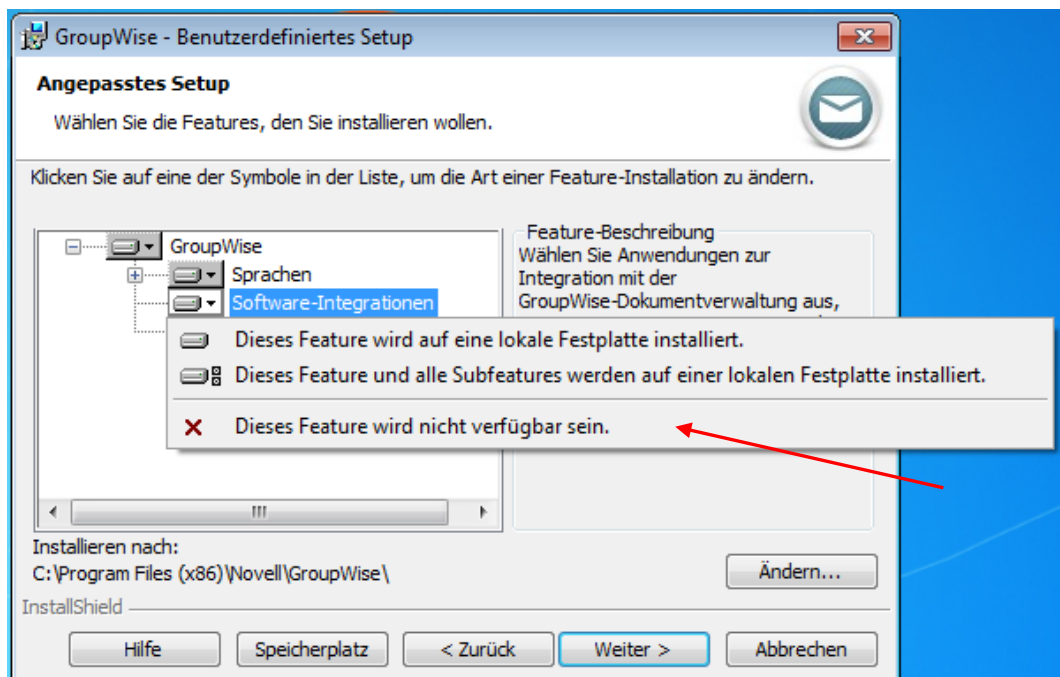 GroupWise - Benutzerdefiniertes Setup
Angepasstes Setup
Wählen Sie die Features, den Sie installieren wollen.
Klicken Sie auf eine der Symbole in der Liste, um die Art einer Feature-Installation zu ändern.
GroupWise
Sprachen
Software-Integrationen
Feature-Beschreibung
Wählen Sie Anwendungen zur
Integration mit der
GroupWise-Dokumentverwaltung aus,
Dieses Feature wird auf eine lokale Festplatte installiert.
Dieses Feature und alle Subfeatures werden auf einer lokalen Festplatte installiert.
Dieses Feature wird nicht verfügbar sein.
Installieren nach:
C:\Program Files (x86)\Novell\GroupWise\
Ändern...
InstallShield
Hilfe
Speicherplatz
< Zurück
Weiter >
Abbrechen